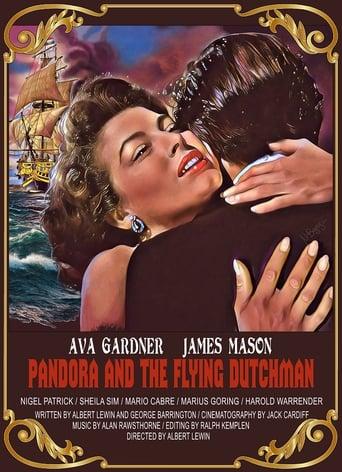 AVA GARDNER JAMES MASON
PANDORA AND THE FLYING DUTCHMAN
NIGEL PATRICK / SHEILA SIM / MARIO CABRE / MARIUS GORING / HAROLD WARRENDER
WRITTEN BY ALBERT LEWIN AND GEORGE BARRINGTON / CINEMATOGRAPHY BY JACK CARDIFF
MUSIC BY ALAN RAWSTHORNE / EDITING BY RALPH KEMPLEN
DIRECTED BY ALBERT LEWIN